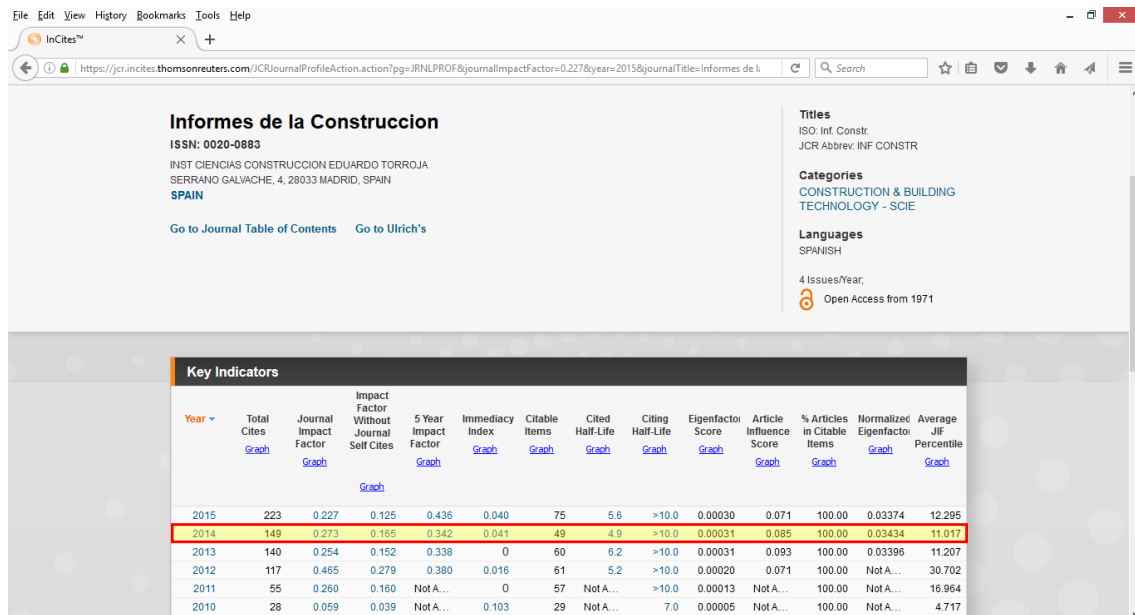 File Edit View History Bookmarks Tools Help
InCites™
https://jcr.incites.thomsonreuters.com/JCRJournalProfileAction.action?pg=JRNLPROF&journalImpactFactor=0.227&year=2015&journalTitle=Informes de l
Search
Informes de la Construccion
ISSN: 0020-0883
INST CIENCIAS CONSTRUCCION EDUARDO TORROJA
SERRANO GALVACHE, 4, 28033 MADRID, SPAIN
SPAIN
Go to Journal Table of Contents Go to Ulrich's
Titles
ISO: Inf. Constr.
JCR Abbrev: INF CONSTR
Categories
CONSTRUCTION & BUILDING
TECHNOLOGY - SCIE
Languages
SPANISH
4 Issues/Year;
Open Access from 1971
Key Indicators
Year
Total
Cites
Graph
Journal
Impact
Factor
Graph
Impact
Factor
Without
Journal
Self Cites
Graph
5 Year
Impact
Factor
Graph
Immediacy
Index
Graph
Citable
Items
Graph
Cited
Half-Life
Graph
Citing
Half-Life
Graph
Eigenfactor
Score
Graph
Article
Influence
Score
Graph
% Articles
in Citable
Items
Graph
Normalized
Eigenfactor
Graph
Average
JIF
Percentile
Graph
2015 223 0.227 0.125 0.436 0.040 75 5.6 >10.0 0.00030 0.071 100.00 0.03374 12.295
2014 149 0.273 0.165 0.342 0.041 49 4.9 >10.0 0.00031 0.085 100.00 0.03434 11.017
2013 140 0.254 0.152 0.338 0 60 6.2 >10.0 0.00031 0.093 100.00 0.03396 11.207
2012 117 0.465 0.279 0.380 0.016 61 5.2 >10.0 0.00020 0.071 100.00 Not A... 30.702
2011 55 0.260 0.160 Not A... 0 57 Not A... >10.0 0.00013 Not A... 100.00 Not A... 16.964
2010 28 0.059 0.039 Not A... 0.103 29 Not A... 7.0 0.00005 Not A... 100.00 Not A... 4.717